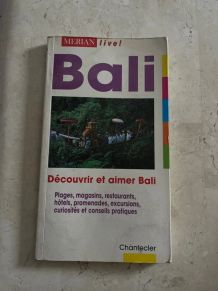 MERIAN live!
Bali
Découvrir et aimer Bali
Plages, magasins, restaurants,
hôtels, promenades, excursions,
curiosités et conseils pratiques
Chantecler